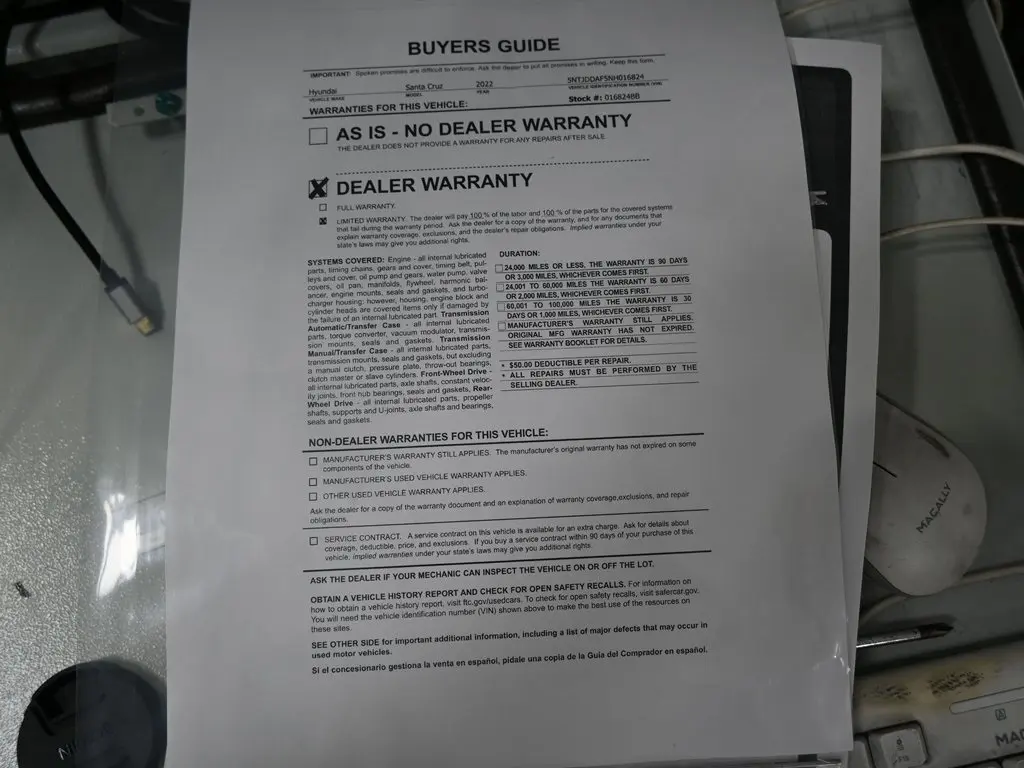 BUYERS GUIDE
IMPORTANT: Spoken promises are difficult to enforce. Ask the dealer to put all promises in writing. Keep this form.
Hyundai Santa Cruz 2022 5NTJDDAF5NH016824
VEHICLE MAKE MODEL YEAR VEHICLE IDENTIFICATION NUMBER (VIN)
WARRANTIES FOR THIS VEHICLE: Stock #: 016824BB
AS IS - NO DEALER WARRANTY
THE DEALER DOES NOT PROVIDE A WARRANTY FOR ANY REPAIRS AFTER SALE.
DEALER WARRANTY
FULL WARRANTY.
LIMITED WARRANTY. The dealer will pay 100 % of the labor and 100 % of the parts for the covered systems
that fail during the warranty period. Ask the dealer for a copy of the warranty, and for any documents that
explain warranty coverage, exclusions, and the dealer's repair obligations. Implied warranties under your
state's laws may give you additional rights.
SYSTEMS COVERED: Engine - all internal lubricated
parts, timing chains, gears and cover, timing belt, pul-
leys and cover, oil pump and gears, water pump, valve
covers, oil pan, manifolds, flywheel, harmonic bal-
ancer, engine mounts, seals and gaskets, and turbo-
charger housing; however, housing, engine block and
cylinder heads are covered items only if damaged by
the failure of an internal lubricated part. Transmission
Automatic/Transfer Case - all internal lubricated
parts, torque converter, vacuum modulator, transmis-
sion mounts, seals and gaskets. Transmission
Manual/Transfer Case - all internal lubricated parts,
transmission mounts, seals and gaskets, but excluding
a manual clutch, pressure plate, throw-out bearings,
clutch master or slave cylinders. Front-Wheel Drive -
all internal lubricated parts, axle shafts, constant veloc-
ity joints, front hub bearings, seals and gaskets, Rear-
Wheel Drive - all internal lubricated parts, propeller
shafts, supports and U-joints, axle shafts and bearings,
seals and gaskets.
DURATION:
24,000 MILES OR LESS, THE WARRANTY IS 90 DAYS
OR 3,000 MILES, WHICHEVER COMES FIRST.
24,001 TO 60,000 MILES THE WARRANTY IS 60 DAYS
OR 2,000 MILES, WHICHEVER COMES FIRST.
60,001 TO 100,000 MILES THE WARRANTY IS 30
DAYS OR 1,000 MILES, WHICHEVER COMES FIRST.
MANUFACTURER'S WARRANTY STILL APPLIES.
ORIGINAL MFG WARRANTY HAS NOT EXPIRED.
SEE WARRANTY BOOKLET FOR DETAILS.
• $50.00 DEDUCTIBLE PER REPAIR.
• ALL REPAIRS MUST BE PERFORMED BY THE
SELLING DEALER.
NON-DEALER WARRANTIES FOR THIS VEHICLE:
MANUFACTURER'S WARRANTY STILL APPLIES. The manufacturer's original warranty has not expired on some
components of the vehicle.
MANUFACTURER'S USED VEHICLE WARRANTY APPLIES.
OTHER USED VEHICLE WARRANTY APPLIES.
Ask the dealer for a copy of the warranty document and an explanation of warranty coverage,exclusions, and repair
obligations.
SERVICE CONTRACT. A service contract on this vehicle is available for an extra charge. Ask for details about
coverage, deductible, price, and exclusions. If you buy a service contract within 90 days of your purchase of this
vehicle, implied warranties under your state's laws may give you additional rights.
ASK THE DEALER IF YOUR MECHANIC CAN INSPECT THE VEHICLE ON OR OFF THE LOT.
OBTAIN A VEHICLE HISTORY REPORT AND CHECK FOR OPEN SAFETY RECALLS. For information on
how to obtain a vehicle history report, visit ftc.gov/usedcars. To check for open safety recalls, visit safercar.gov.
You will need the vehicle identification number (VIN) shown above to make the best use of the resources on
these sites.
SEE OTHER SIDE for important additional information, including a list of major defects that may occur in
used motor vehicles.
Si el concesionario gestiona la venta en español, pídale una copia de la Guía del Comprador en español.
MACALLY
F15